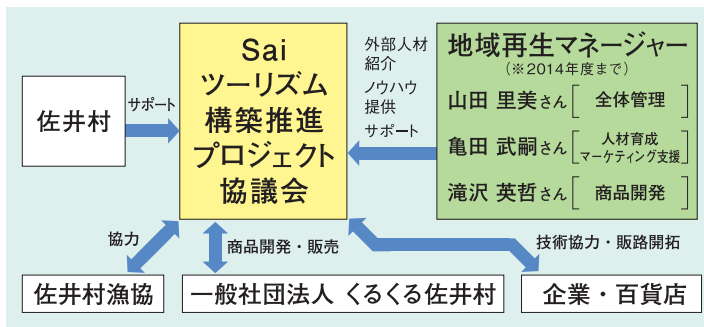 佐井村
サポート
Sai
ツーリズム
構築推進
プロジェクト
協議会
外部人材
紹介
ノウハウ
提供
サポート
地域再生マネージャー
(※2014年度まで)
山田 里美さん[全体管理]
亀田 武嗣さん[人材育成
マーケティング支援]
滝沢 英哲さん[商品開発]
協力
商品開発・販売
技術協力・販路開拓
佐井村漁協
一般社団法人 くるくる佐井村
企業・百貨店